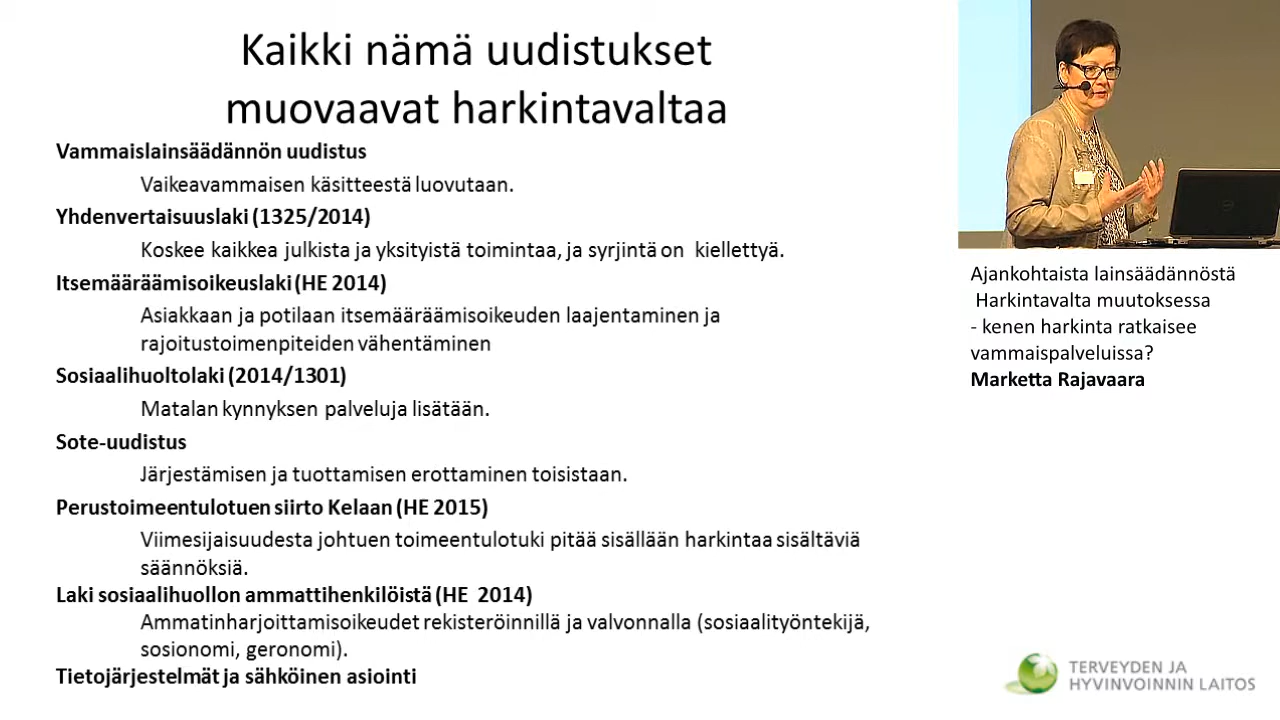 Kaikki nämä uudistukset
muovaavat harkintavaltaa
Vammaislainsäädännön uudistus
Vaikeavammaisen käsitteestä luovutaan.
Yhdenvertaisuuslaki (1325/2014)
Koskee kaikkea julkista ja yksityistä toimintaa, ja syrjintä on kiellettyä.
Itsemääräämisoikeuslaki (HE 2014)
Asiakkaan ja potilaan itsemääräämisoikeuden laajentaminen ja
rajoitustoimenpiteiden vähentäminen
Sosiaalihuoltolaki (2014/1301)
Matalan kynnyksen palveluja lisätään.
Sote-uudistus
Järjestämisen ja tuottamisen erottaminen toisistaan.
Perustoimeentulotuen siirto Kelaan (HE 2015)
Viimesijaisuudesta johtuen toimeentulotuki pitää sisällään harkintaa sisältäviä
säännöksiä.
Laki sosiaalihuollon ammattihenkilöistä (HE 2014)
Ammatinharjoittamisoikeudet rekisteröinnillä ja valvonnalla (sosiaalityöntekijä,
sosionomi, geronomi).
Tietojärjestelmät ja sähköinen asiointi
Ajankohtaista lainsäädännöstä
Harkintavalta muutoksessa
- kenen harkinta ratkaisee
vammaispalveluissa?
Marketta Rajavaara
TERVEYDEN JA
HYVINVOINNIN LAITOS